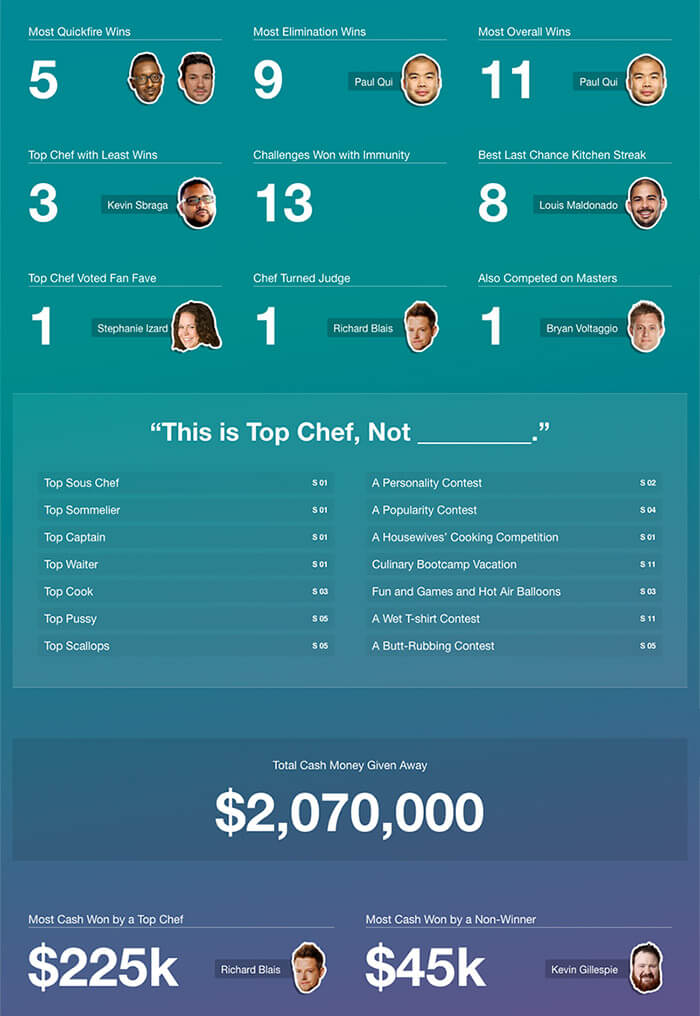 Most Quickfire Wins
5
Most Elimination Wins
9
Paul Qui
Most Overall Wins
11
Paul Qui
Top Chef with Least Wins
3
Kevin Sbraga
Challenges Won with Immunity
13
Best Last Chance Kitchen Streak
8
Louis Maldonado
Top Chef Voted Fan Fave
1
Stephanie Izard
Chef Turned Judge
1
Richard Blais
Also Competed on Masters
1
Bryan Voltaggio
“This is Top Chef, Not _________.”
Top Sous Chef S 01
Top Sommelier S 01
Top Captain S 01
Top Waiter S 01
Top Cook S 03
Top Pussy S 05
Top Scallops S 05
A Personality Contest S 02
A Popularity Contest S 04
A Housewives’ Cooking Competition S 01
Culinary Bootcamp Vacation S 11
Fun and Games and Hot Air Balloons S 03
A Wet T-shirt Contest S 11
A Butt-Rubbing Contest S 05
Total Cash Money Given Away
$2,070,000
Most Cash Won by a Top Chef
$225k
Richard Blais
Most Cash Won by a Non-Winner
$45k
Kevin Gillespie